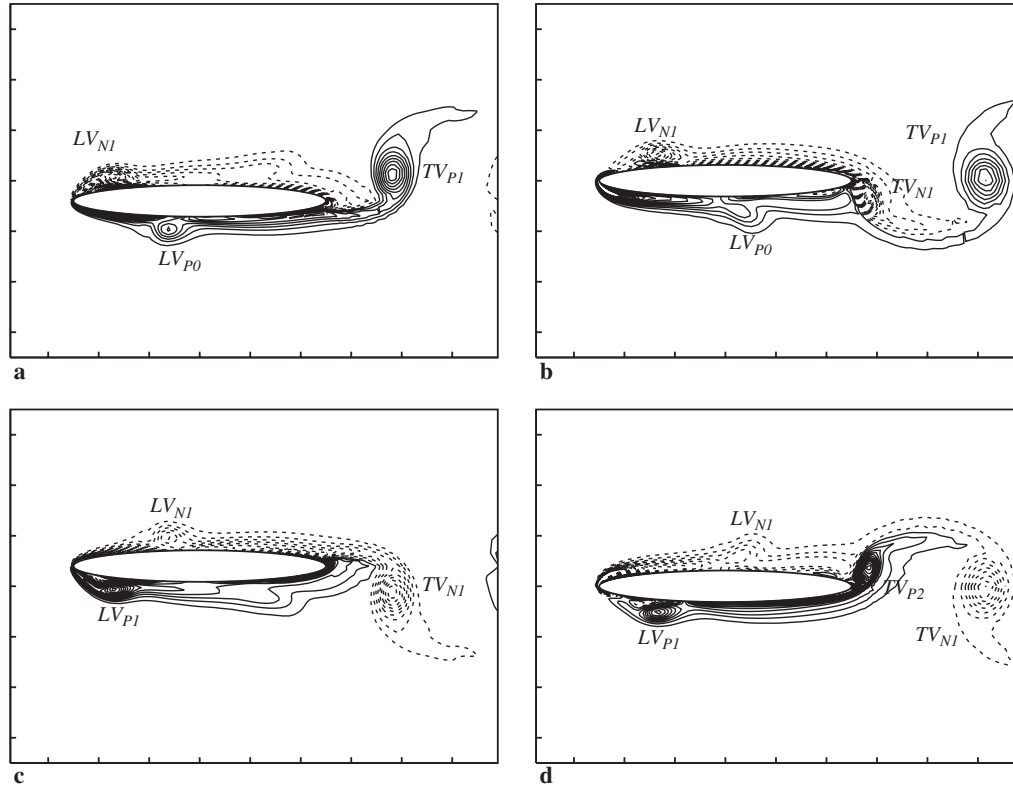 LV_{N1}
TV_{P1}
LV_{P0}
a
LV_{N1}
TV_{P1}
TV_{N1}
LV_{P0}
b
LV_{N1}
TV_{N1}
LV_{P1}
c
LV_{N1}
TV_{P2}
TV_{N1}
LV_{P1}
d